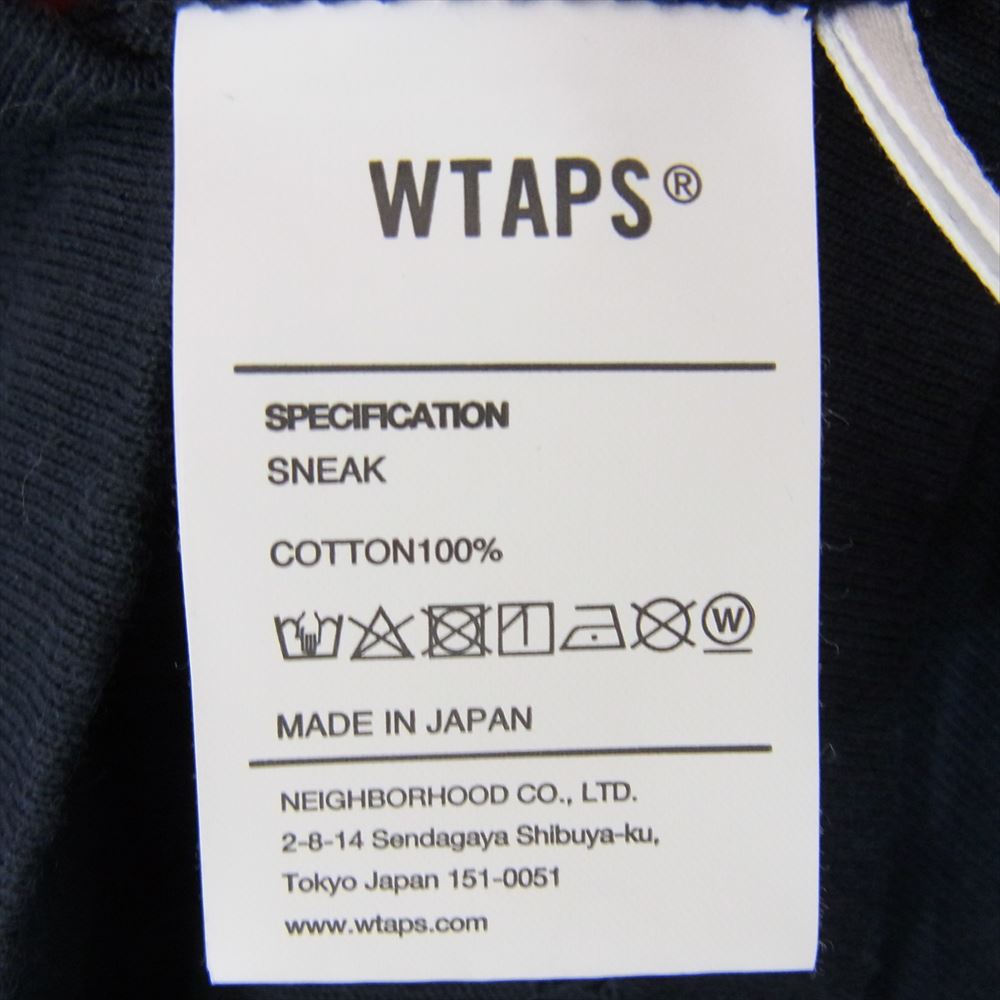 WTAPS®
SPECIFICATION
SNEAK
COTTON100%
W
MADE IN JAPAN
NEIGHBORHOOD CO., LTD.
2-8-14 Sendagaya Shibuya-ku,
Tokyo Japan 151-0051
www.wtaps.com